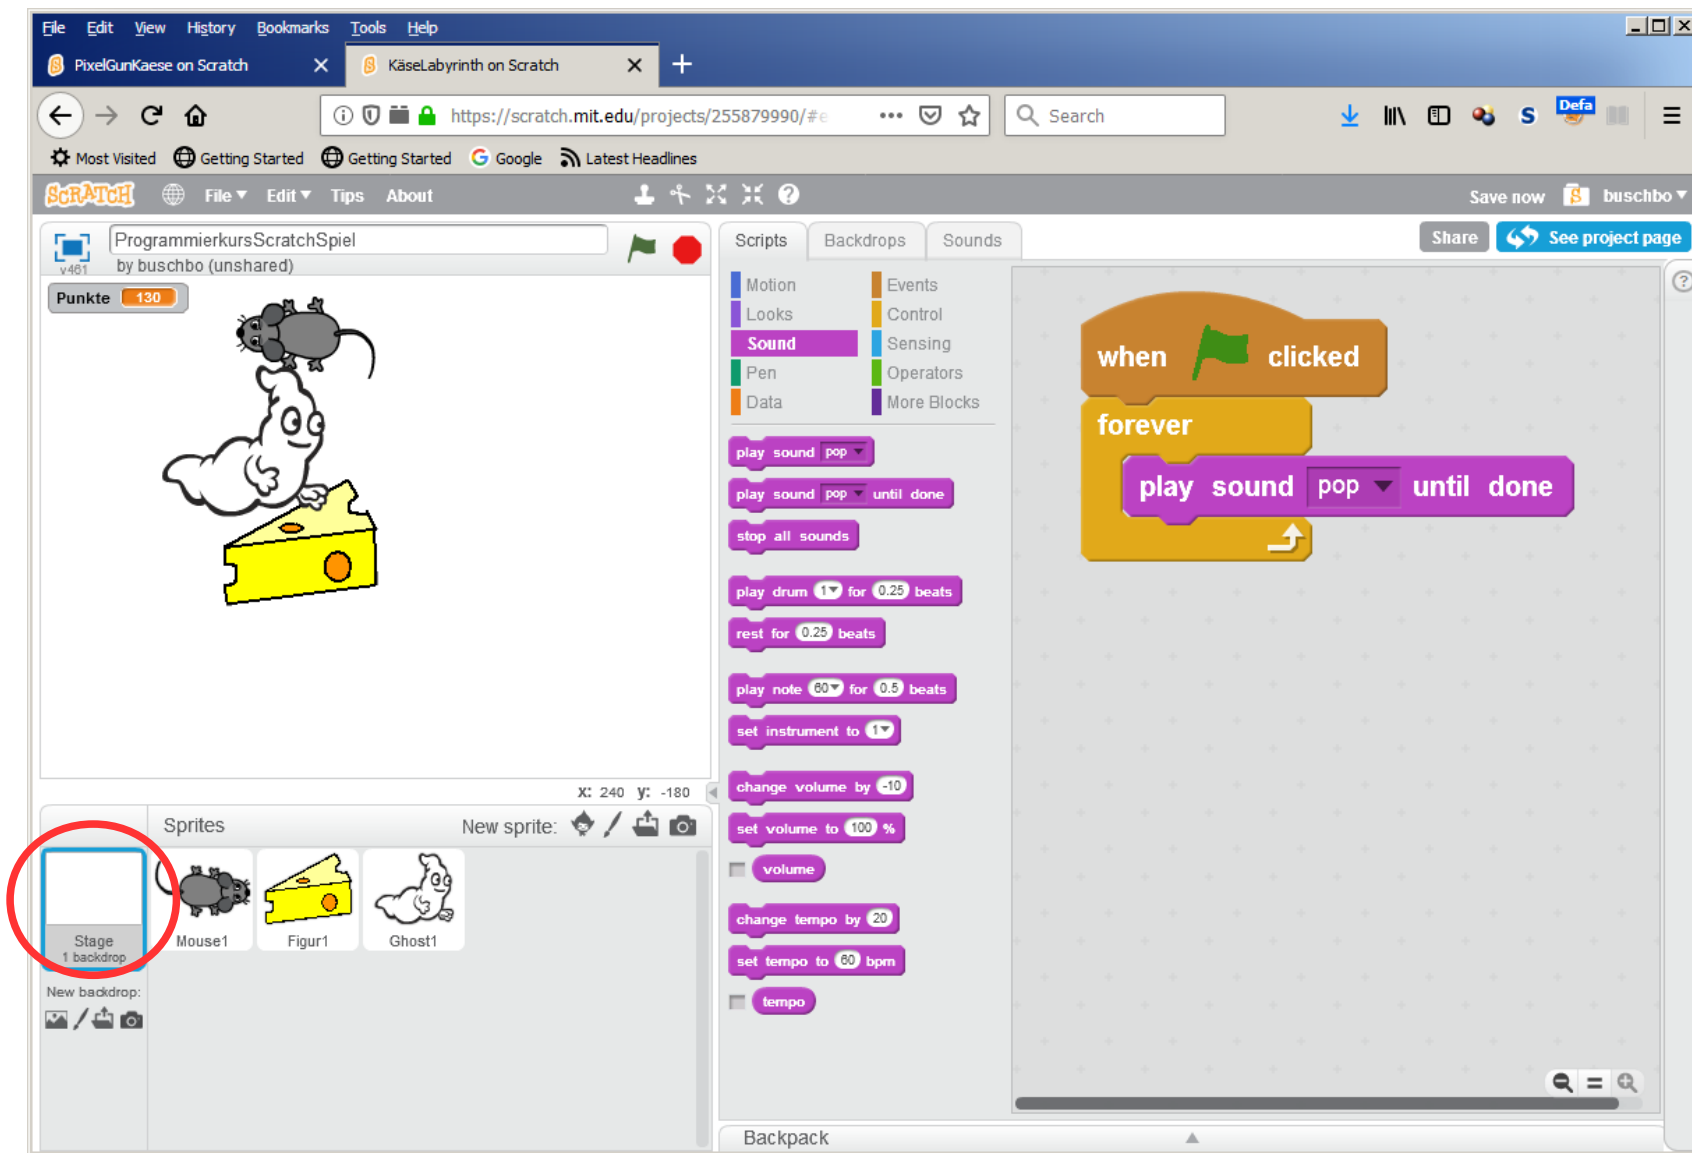 File Edit View History Bookmarks Tools Help
PixelGunKaese on Scratch
KäseLabyrinth on Scratch
https://scratch.mit.edu/projects/255879990/#e
Search
Defa
Most Visited Getting Started Getting Started Google Latest Headlines
SCRATCH File Edit Tips About
Save now buschbo
ProgrammierkursScratchSpiel
v461 by buschbo (unshared)
Punkte 130
Scripts Backdrops Sounds
Share See project page
Motion Events
Looks Control
Sound Sensing
Pen Operators
Data More Blocks
play sound pop
play sound pop until done
stop all sounds
play drum 1 for 0.25 beats
rest for 0.25 beats
play note 60 for 0.5 beats
set instrument to 1
change volume by -10
set volume to 100 %
volume
change tempo by 20
set tempo to 60 bpm
tempo
when clicked
forever
play sound pop until done
x: 240 y: -180
Sprites New sprite:
Stage
1 backdrop
Mouse1 Figur1 Ghost1
New backdrop:
Backpack